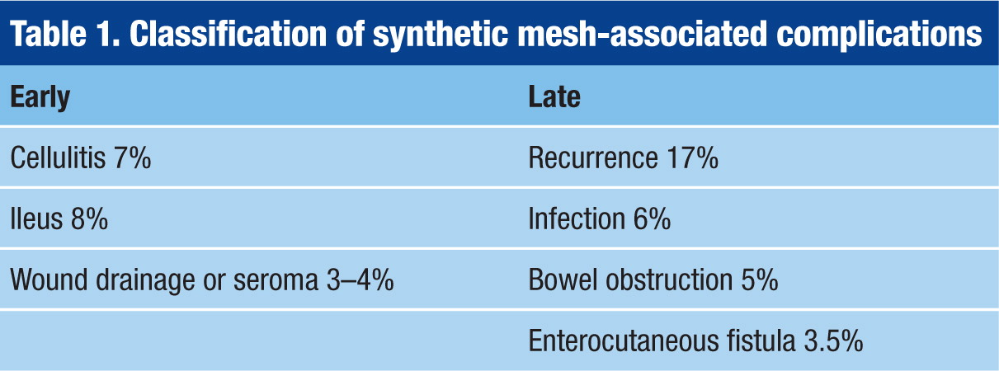 Table 1. Classification of synthetic mesh-associated complications
Early Late
Cellulitis 7% Recurrence 17%
Ileus 8% Infection 6%
Wound drainage or seroma 3–4% Bowel obstruction 5%
Enterocutaneous fistula 3.5%